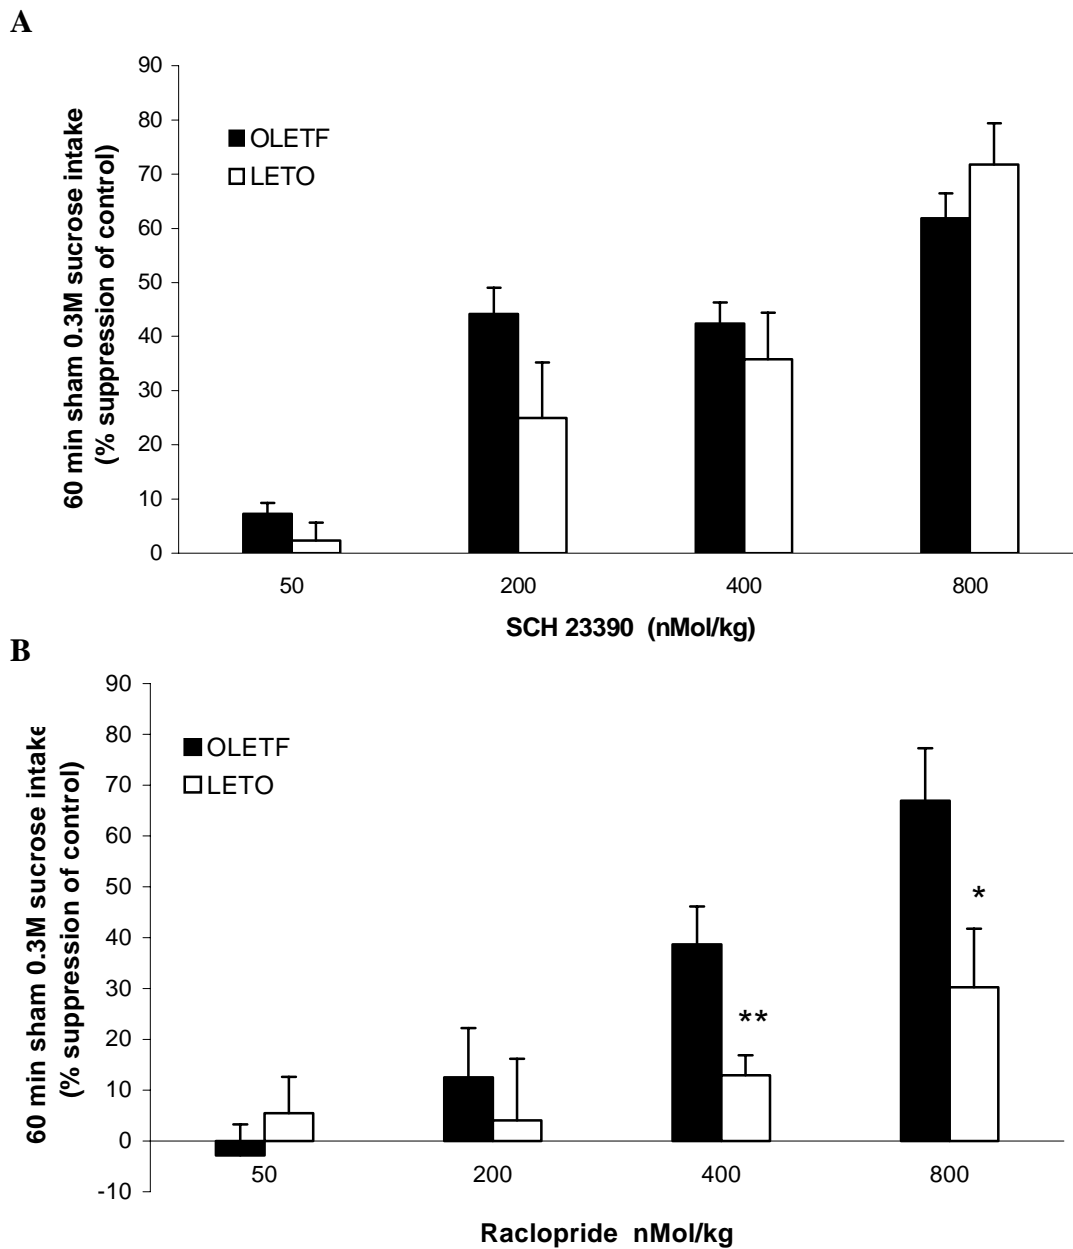 A
90
80
70
60
50
40
30
20
10
0
60 min sham 0.3M sucrose intake
(% suppression of control)
OLETF
LETO
50 200 400 800
SCH 23390 (nMol/kg)
B
90
80
70
60
50
40
30
20
10
0
-10
60 min sham 0.3M sucrose intake
(% suppression of control)
OLETF
LETO
*
**
50 200 400 800
Raclopride nMol/kg